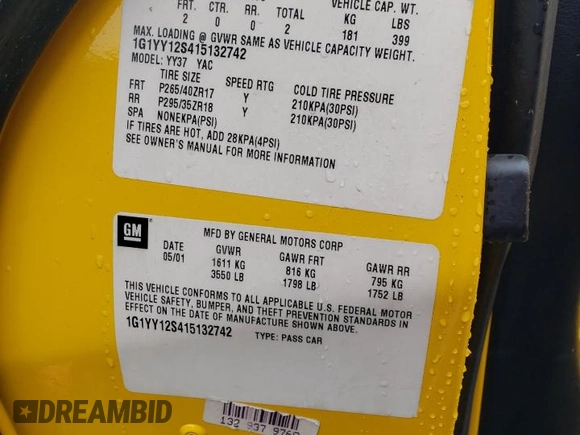 FRT. CTR. RR. TOTAL VEHICLE CAP. WT.
2 0 0 2 KG LBS
181 399
MAX. LOADING @ GVWR SAME AS VEHICLE CAPACITY WEIGHT.
1G1YY12S415132742
MODEL: YY37 YAC
TIRE SIZE SPEED RTG COLD TIRE PRESSURE
FRT P265/40ZR17 Y 210KPA(30PSI)
RR P295/35ZR18 Y 210KPA(30PSI)
SPA NONEKPA(PSI)
IF TIRES ARE HOT, ADD 28KPA(4PSI)
SEE OWNER'S MANUAL FOR MORE INFORMATION
GM
MFD BY GENERAL MOTORS CORP
DATE GVWR GAWR FRT GAWR RR
05/01 1611 KG 816 KG 795 KG
3550 LB 1798 LB 1752 LB
THIS VEHICLE CONFORMS TO ALL APPLICABLE U.S. FEDERAL MOTOR
VEHICLE SAFETY, BUMPER, AND THEFT PREVENTION STANDARDS IN
EFFECT ON THE DATE OF MANUFACTURE SHOWN ABOVE.
1G1YY12S415132742
TYPE: PASS CAR
132 937 9760
DREAMBID